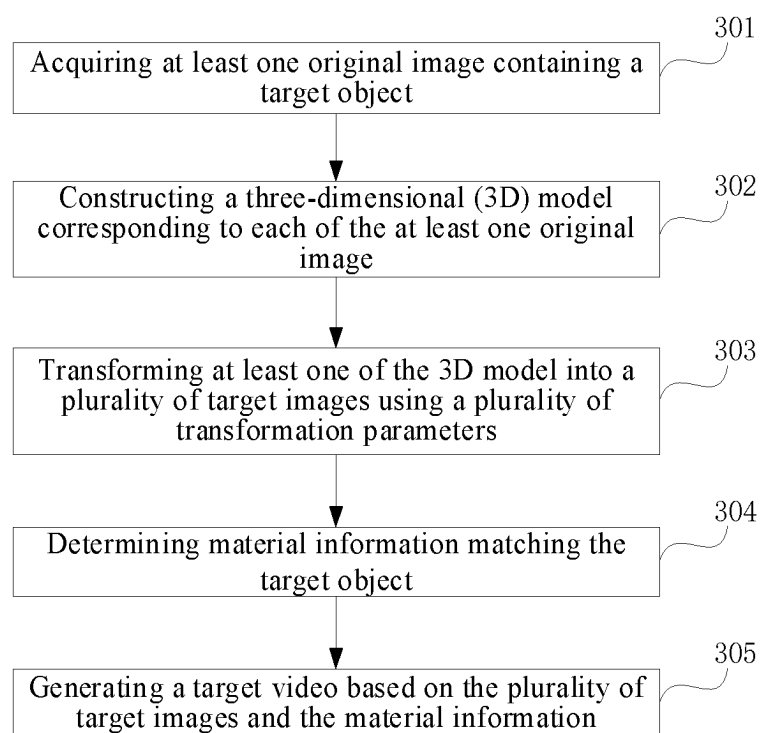 301
Acquiring at least one original image containing a
target object
302
Constructing a three-dimensional (3D) model
corresponding to each of the at least one original
image
303
Transforming at least one of the 3D model into a
plurality of target images using a plurality of
transformation parameters
304
Determining material information matching the
target object
305
Generating a target video based on the plurality of
target images and the material information